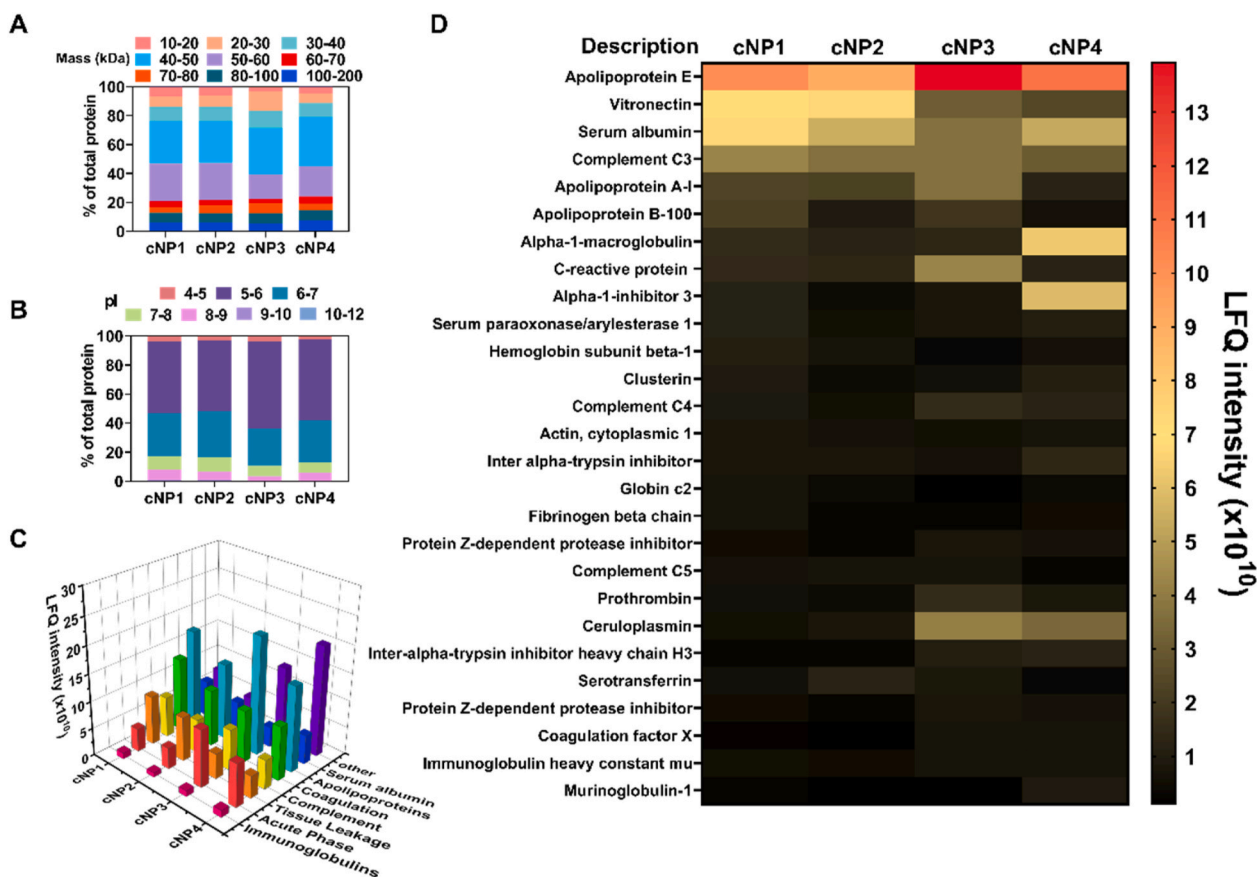 A
10-20 20-30 30-40
Mass (kDa) 40-50 50-60 60-70
70-80 80-100 100-200
% of total protein
100
80
60
40
20
0
cNP1 cNP2 cNP3 cNP4
B
pI
4-5 5-6 6-7
7-8 8-9 9-10 10-12
% of total protein
100
80
60
40
20
0
cNP1 cNP2 cNP3 cNP4
C
LFQ intensity (x10¹⁰)
30
25
20
15
10
5
0
cNP1
cNP2
cNP3
cNP4
other
Serum albumin
Apolipoproteins
Coagulation
Complement
Tissue Leakage
Acute Phase
Immunoglobulins
D
Description cNP1 cNP2 cNP3 cNP4
Apolipoprotein E
Vitronectin
Serum albumin
Complement C3
Apolipoprotein A-I
Apolipoprotein B-100
Alpha-1-macroglobulin
C-reactive protein
Alpha-1-inhibitor 3
Serum paraoxonase/arylesterase 1
Hemoglobin subunit beta-1
Clusterin
Complement C4
Actin, cytoplasmic 1
Inter alpha-trypsin inhibitor
Globin c2
Fibrinogen beta chain
Protein Z-dependent protease inhibitor
Complement C5
Prothrombin
Ceruloplasmin
Inter-alpha-trypsin inhibitor heavy chain H3
Serotransferrin
Protein Z-dependent protease inhibitor
Coagulation factor X
Immunoglobulin heavy constant mu
Murinoglobulin-1
13
12
11
10
9
8
7
6
5
4
3
2
1
LFQ intensity (x10¹⁰)